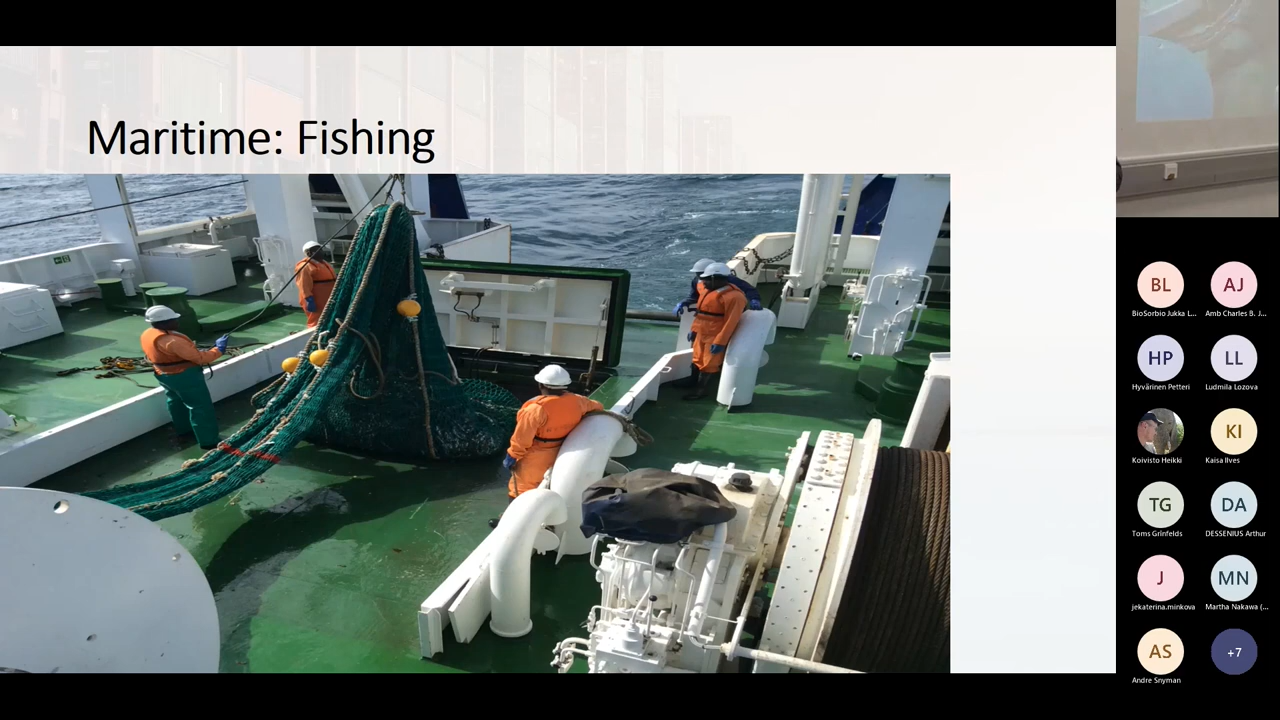 Maritime: Fishing
BL
AJ
BioSorbio Jukka L...
Amb Charles B. J...
HP
LL
Hyvärinen Petteri
Ludmila Lozova
KI
Koivisto Heikki
Kaisa Ilves
TG
DA
Toms Grīnfelds
DESSENIUS Arthur
J
MN
jekaterina.minkova
Martha Nakawa (...
AS
+7
Andre Snyman